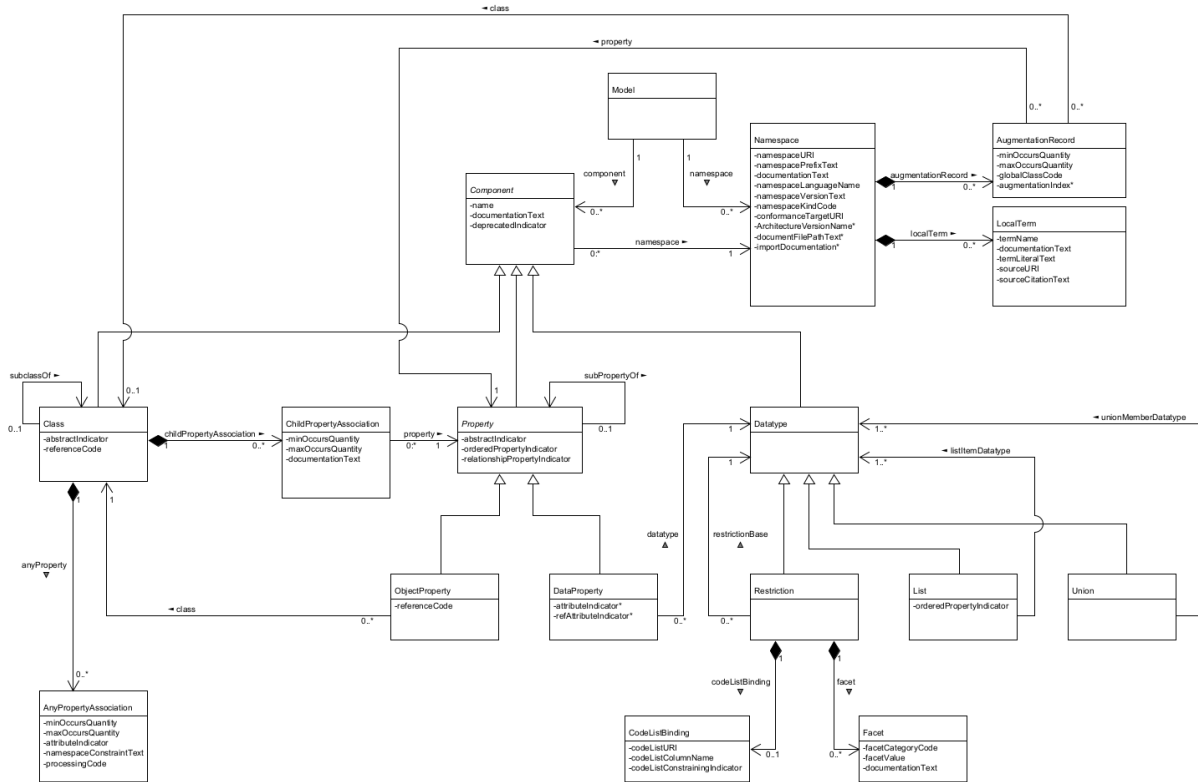 ◄ class
◄ property
Model
0..*
0..*
Namespace
-namespaceURI
-namespacePrefixText
-documentationText
-namespaceLanguageName
-namespaceVersionText
-namespaceKindCode
-conformanceTargetURI
-ArchitectureVersionName*
-documentFilePathText*
-importDocumentation*
AugmentationRecord
-minOccursQuantity
-maxOccursQuantity
-globalClassCode
-augmentationIndex*
1
1
component
▼
namespace
▼
augmentationRecord ►
1
0..*
Component
-name
-documentationText
-deprecatedIndicator
0..*
0..*
LocalTerm
-termName
-documentationText
-termLiteralText
-sourceURI
-sourceCitationText
localTerm ►
1
0..*
namespace ►
0:*
1
subclassOf ►
0..1
0..1
subPropertyOf ►
1
0..1
Class
-abstractIndicator
-referenceCode
childPropertyAssociation ►
1
0..*
ChildPropertyAssociation
-minOccursQuantity
-maxOccursQuantity
-documentationText
property ►
0:*
1
Property
-abstractIndicator
-orderedPropertyIndicator
-relationshipPropertyIndicator
Datatype
1
1..*
◄ unionMemberDatatype
◄ listItemDatatype
1
1..*
1
1
datatype
▲
restrictionBase
▲
anyProperty
▼
ObjectProperty
-referenceCode
DataProperty
-attributeIndicator*
-refAttributeIndicator*
Restriction
List
-orderedPropertyIndicator
Union
◄ class
0..*
0..*
0..*
1
1
codeListBinding
▼
facet
▼
0..*
AnyPropertyAssociation
-minOccursQuantity
-maxOccursQuantity
-attributeIndicator
-namespaceConstraintText
-processingCode
CodeListBinding
-codeListURI
-codeListColumnName
-codeListConstrainingIndicator
0..1
0..*
Facet
-facetCategoryCode
-facetValue
-documentationText